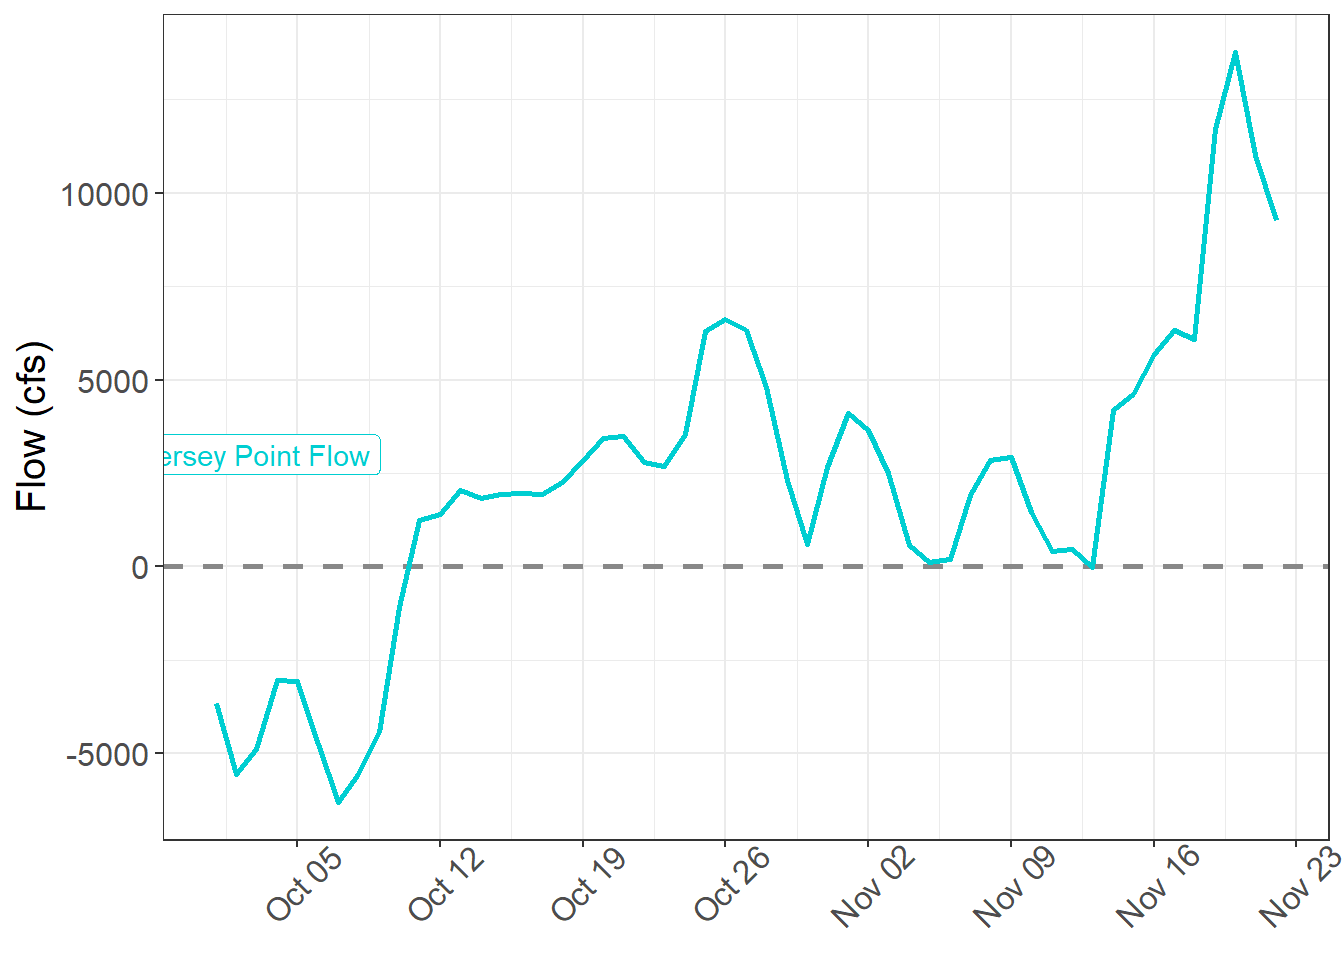 10000
5000
0
-5000
Flow (cfs)
ersey Point Flow
Oct 05
Oct 12
Oct 19
Oct 26
Nov 02
Nov 09
Nov 16
Nov 23